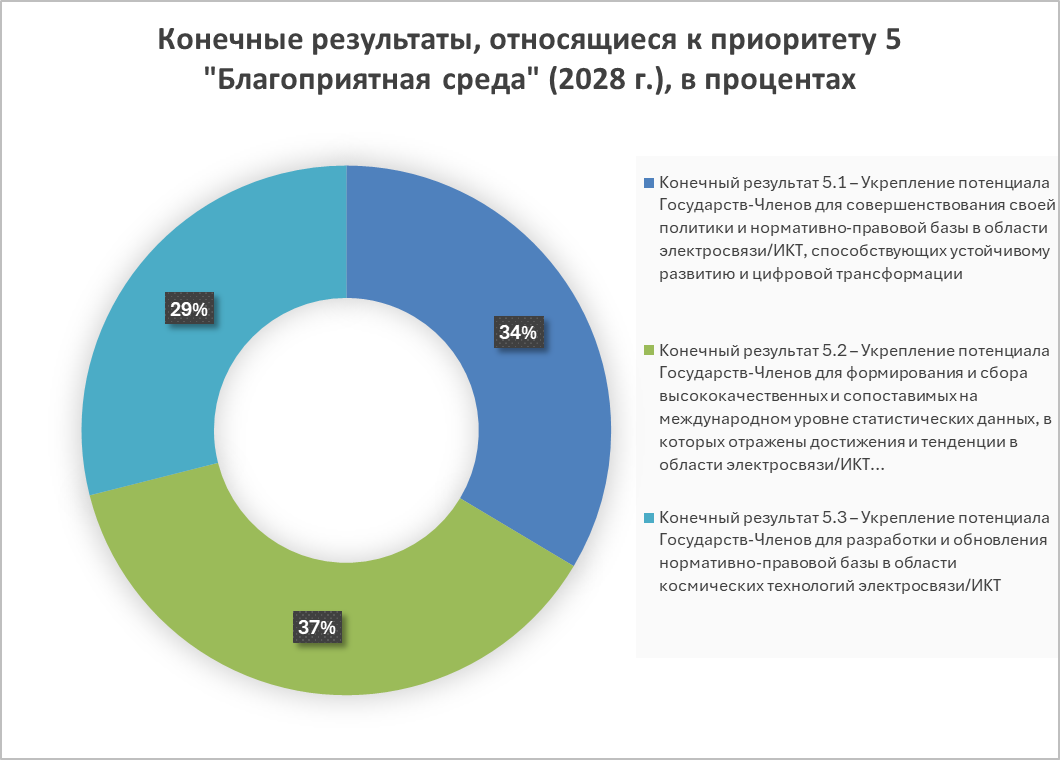 Конечные результаты, относящиеся к приоритету 5
"Благоприятная среда" (2028 г.), в процентах
29%
34%
37%
Конечный результат 5.1 – Укрепление потенциала
Государств-Членов для совершенствования своей
политики и нормативно-правовой базы в области
электросвязи/ИКТ, способствующих устойчивому
развитию и цифровой трансформации
Конечный результат 5.2 – Укрепление потенциала
Государств-Членов для формирования и сбора
высококачественных и сопоставимых на
международном уровне статистических данных, в
которых отражены достижения и тенденции в
области электросвязи/ИКТ...
Конечный результат 5.3 – Укрепление потенциала
Государств-Членов для разработки и обновления
нормативно-правовой базы в области
космических технологий электросвязи/ИКТ